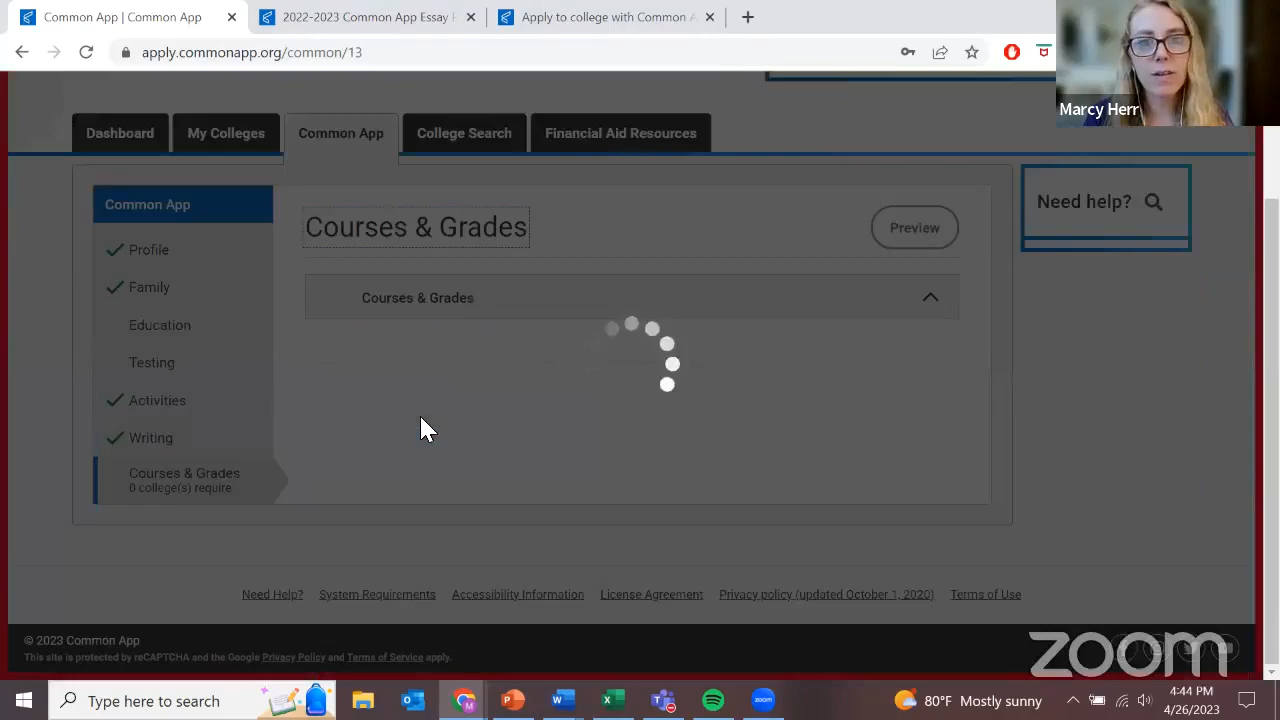 Common App | Common App
2022-2023 Common App Essay
Apply to college with Common A
apply.commonapp.org/common/13
Marcy Herr
Dashboard
My Colleges
Common App
College Search
Financial Aid Resources
Common App
Profile
Family
Education
Testing
Activities
Writing
Courses & Grades
0 college(s) require
Courses & Grades
Preview
Courses & Grades
Need help?
Need Help?
System Requirements
Accessibility Information
License Agreement
Privacy policy (updated October 1, 2020)
Terms of Use
© 2023 Common App
This site is protected by reCAPTCHA and the Google Privacy Policy and Terms of Service apply.
zoom
Type here to search
zoom
80°F Mostly sunny
4:44 PM
4/26/2023